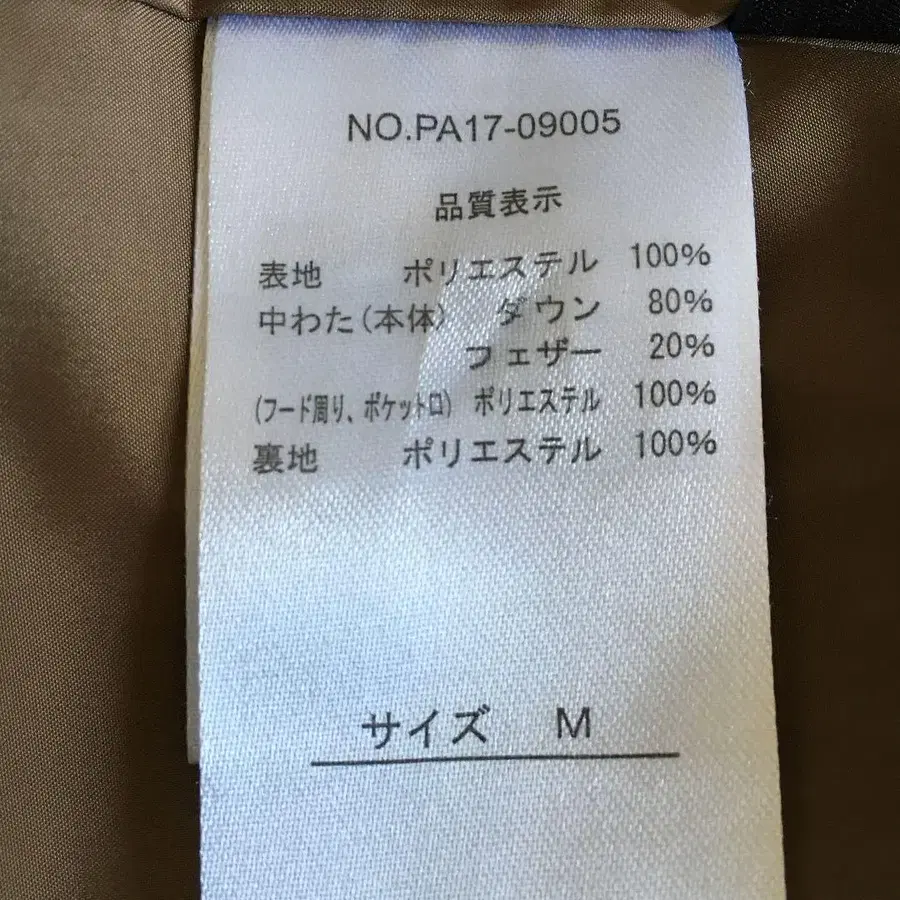 NO.PA17-09005
品質表示
表地 ポリエステル 100%
中わた(本体) ダウン 80%
フェザー 20%
(フード周り、ポケット口) ポリエステル 100%
裏地 ポリエステル 100%
サイズ M